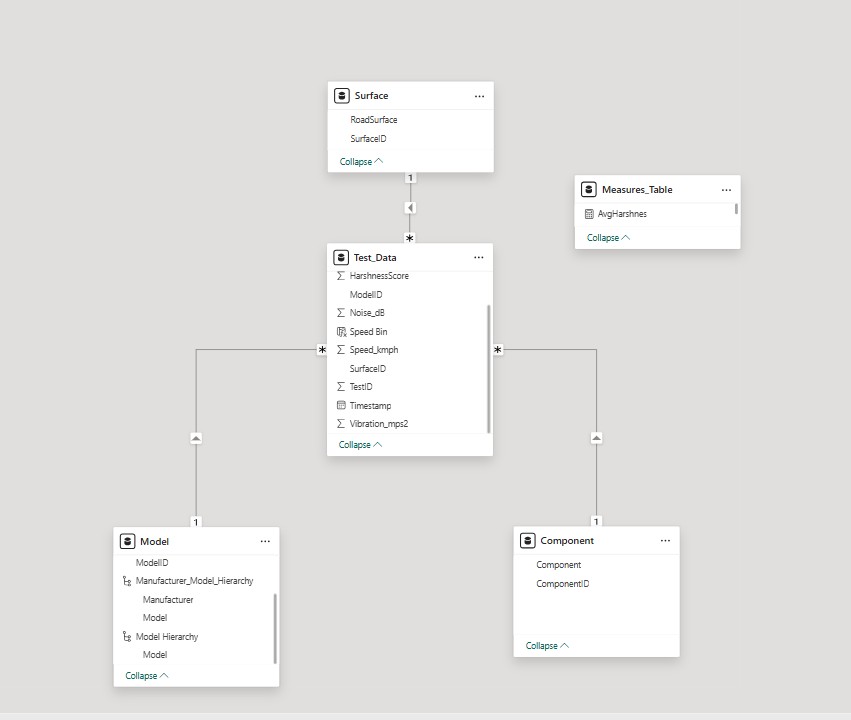 Surface
RoadSurface
SurfaceID
Collapse
1
*
Measures_Table
AvgHarshnes
Collapse
Test_Data
HarshnessScore
ModelID
Noise_dB
Speed Bin
Speed_kmph
SurfaceID
TestID
Timestamp
Vibration_mps2
Collapse
*
*
1
1
Model
ModelID
Manufacturer_Model_Hierarchy
Manufacturer
Model
Model Hierarchy
Model
Collapse
Component
Component
ComponentID
Collapse